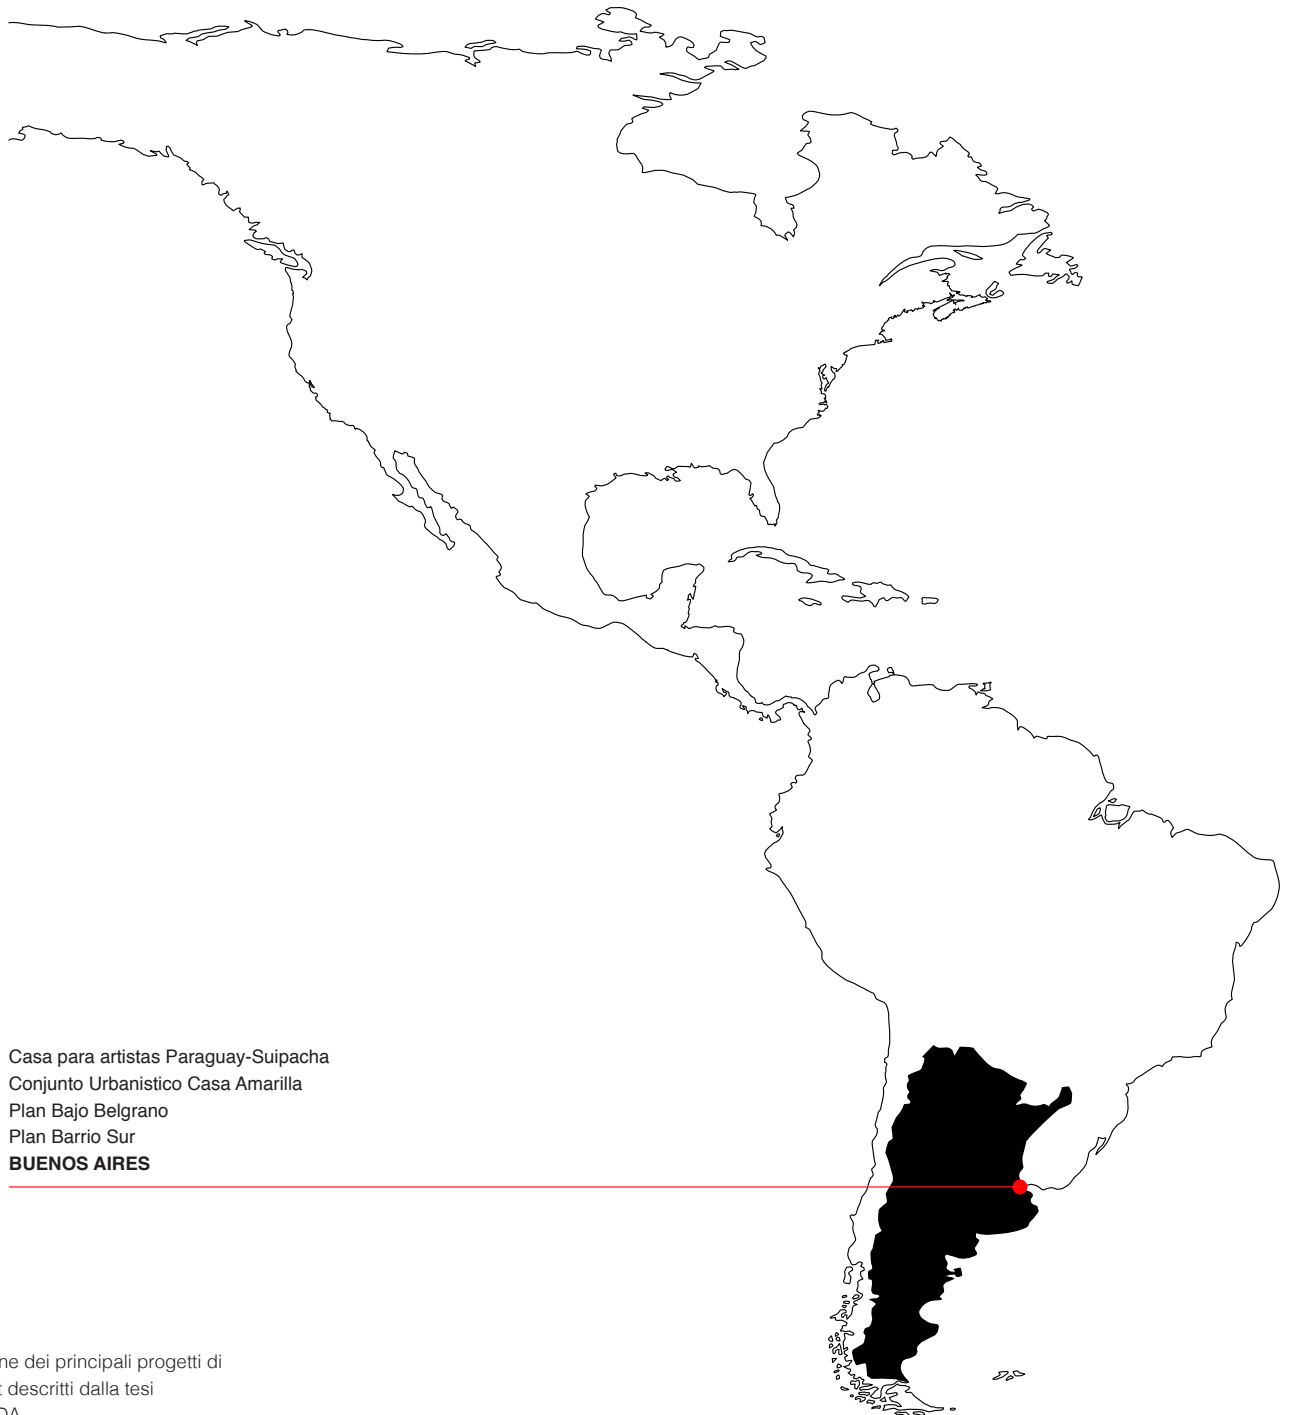 Casa para artistas Paraguay-Suipacha
Conjunto Urbanistico Casa Amarilla
Plan Bajo Belgrano
Plan Barrio Sur
BUENOS AIRES
dei principali progetti di
descritti dalla tesi